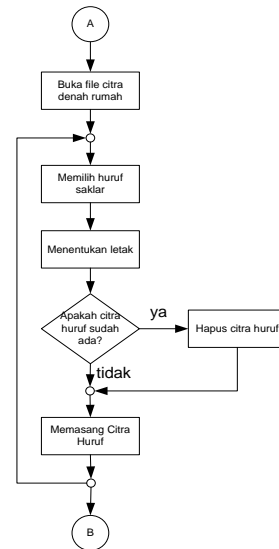 A
Buka file citra
denah rumah
Memilih huruf
saklar
Menentukan letak
Apakah citra
huruf sudah
ada?
ya
Hapus citra huruf
tidak
Memasang Citra
Huruf
B